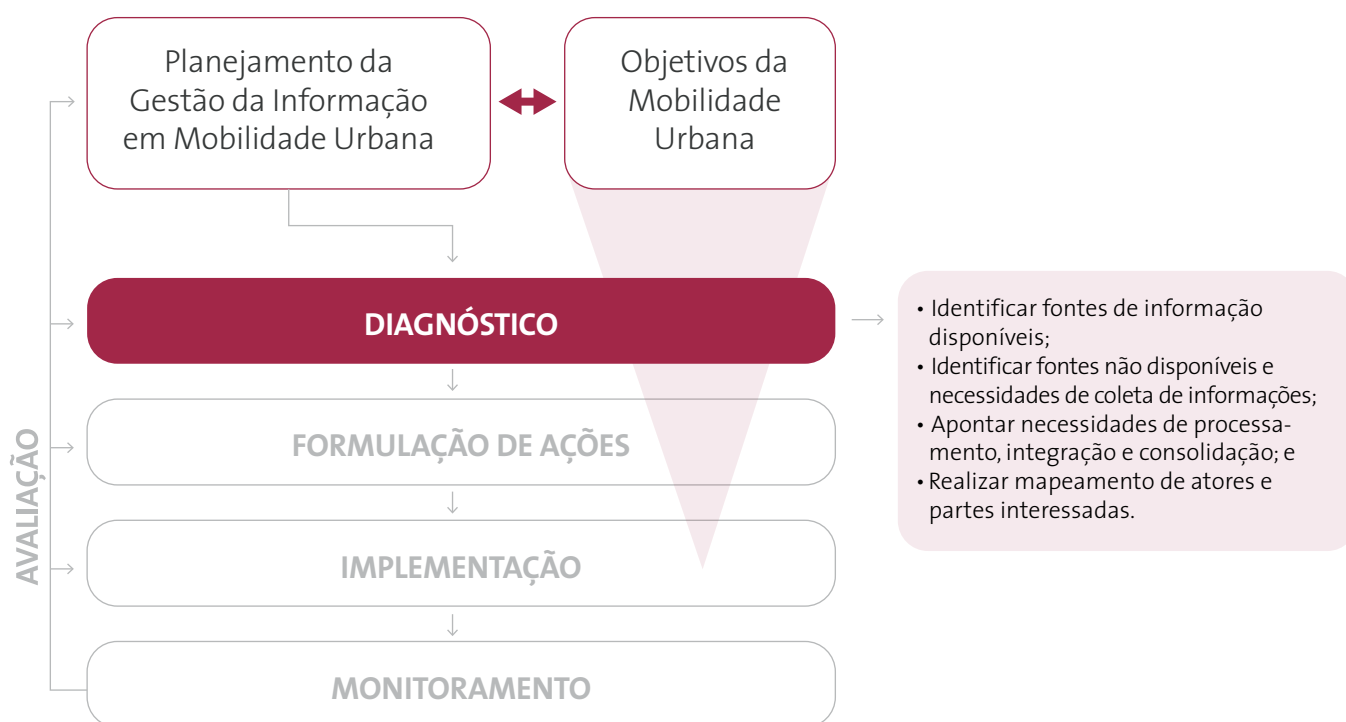 Planejamento da
Gestão da Informação
em Mobilidade Urbana
Objetivos da
Mobilidade
Urbana
DIAGNÓSTICO
• Identificar fontes de informação
disponíveis;
• Identificar fontes não disponíveis e
necessidades de coleta de informações;
• Apontar necessidades de processa-
mento, integração e consolidação; e
• Realizar mapeamento de atores e
partes interessadas.
FORMULAÇÃO DE AÇÕES
IMPLEMENTAÇÃO
MONITORAMENTO
AVALIAÇÃO